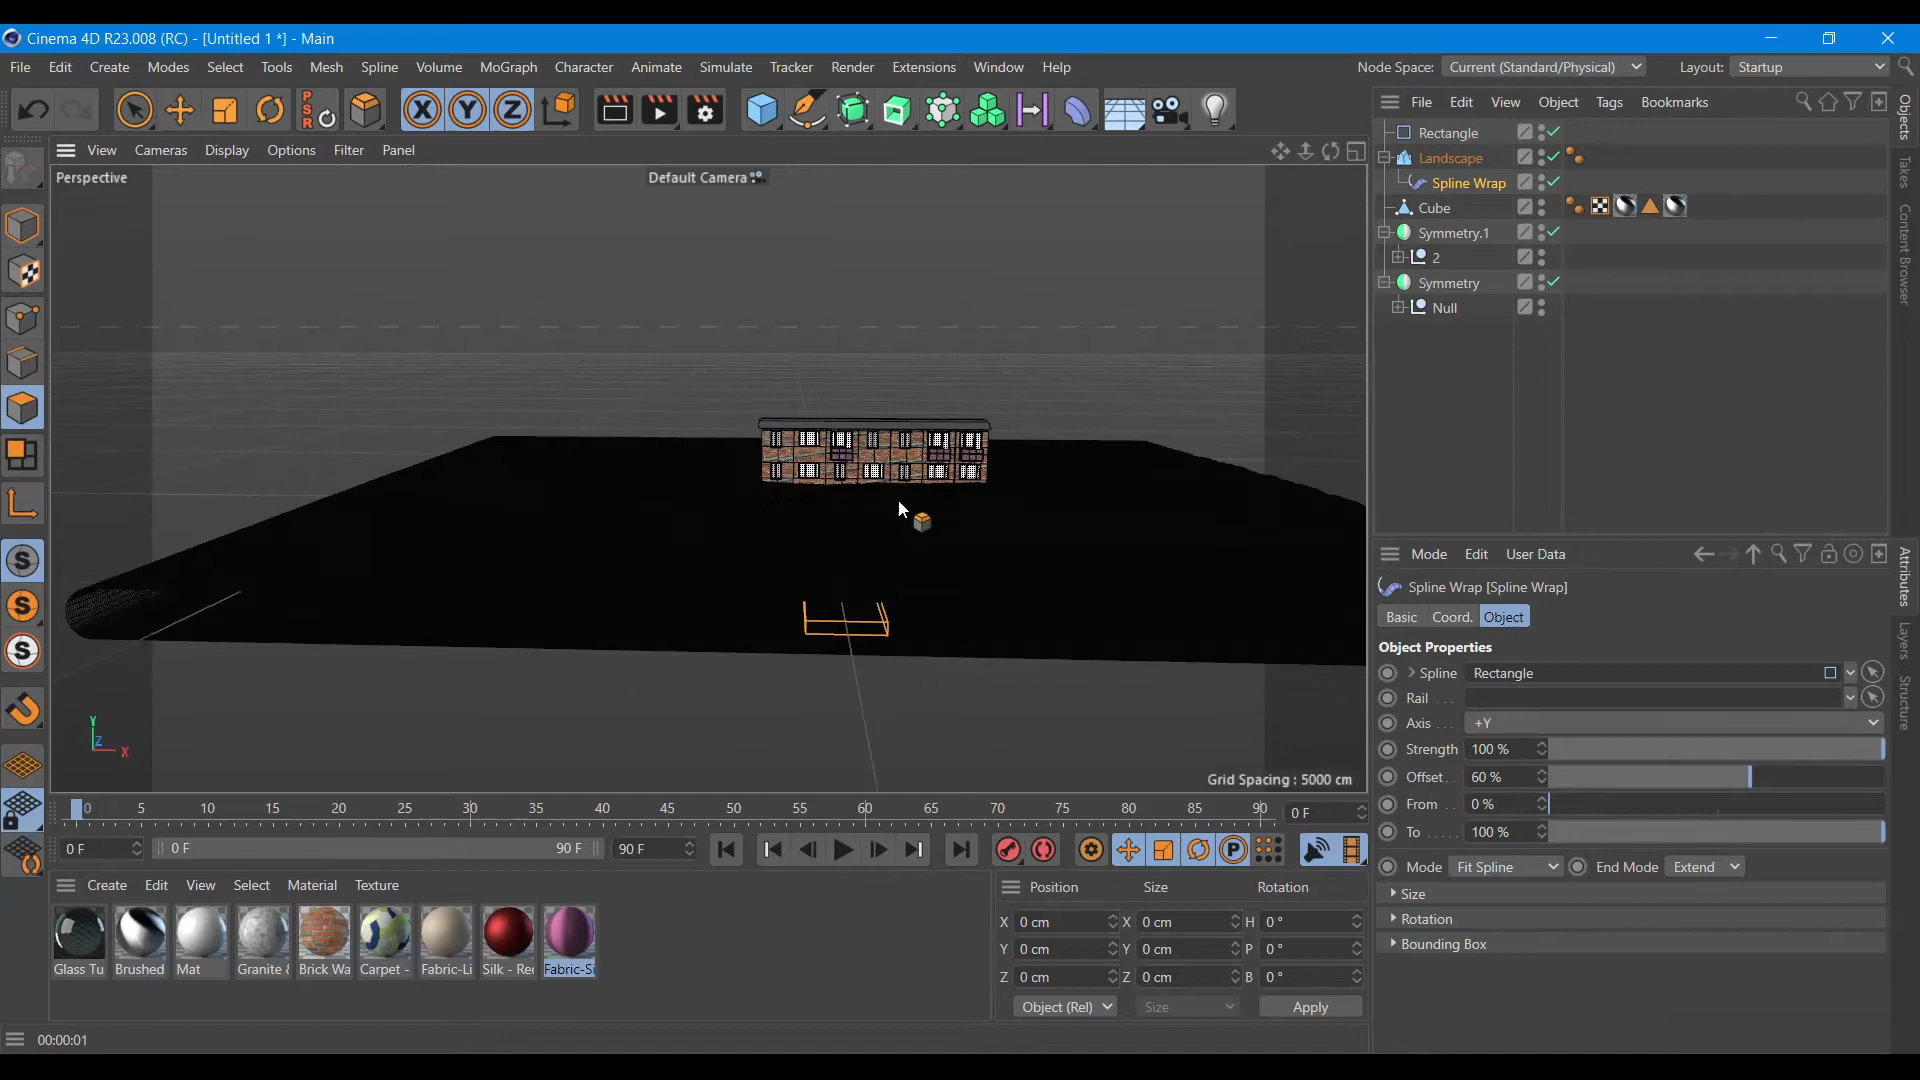 Cinema 4D R23.008 (RC) - [Untitled 1 *] - Main
File Edit Create Modes Select Tools Mesh Spline Volume MoGraph Character Animate Simulate Tracker Render Extensions Window Help Node Space: Current (Standard/Physical) Layout: Startup
File Edit View Object Tags Bookmarks
View Cameras Display Options Filter Panel
Perspective Default Camera
Rectangle
Landscape
Spline Wrap
Cube
Symmetry.1
2
Symmetry
Null
Objects
Takes
Content Browser
X Y Z
P S R
S
S
S
Y
Z
X
Grid Spacing : 5000 cm
Mode Edit User Data
Spline Wrap [Spline Wrap]
Basic Coord. Object
Object Properties
Spline Rectangle
Rail . . .
Axis . . . +Y
Strength 100 %
Offset . . 60 %
From . . 0 %
To . . . . . 100 %
Mode Fit Spline End Mode Extend
Size
Rotation
Bounding Box
Attributes
Layers
Structure
0 5 10 15 20 25 30 35 40 45 50 55 60 65 70 75 80 85 90 0 F
0 F 0 F 90 F 90 F P
Create Edit View Select Material Texture
Glass Tu Brushed Mat Granite & Brick Wa Carpet - Fabric-Li Silk - Re Fabric-Si
Position Size Rotation
X 0 cm X 0 cm H 0 °
Y 0 cm Y 0 cm P 0 °
Z 0 cm Z 0 cm B 0 °
Object (Rel) Size Apply
00:00:01